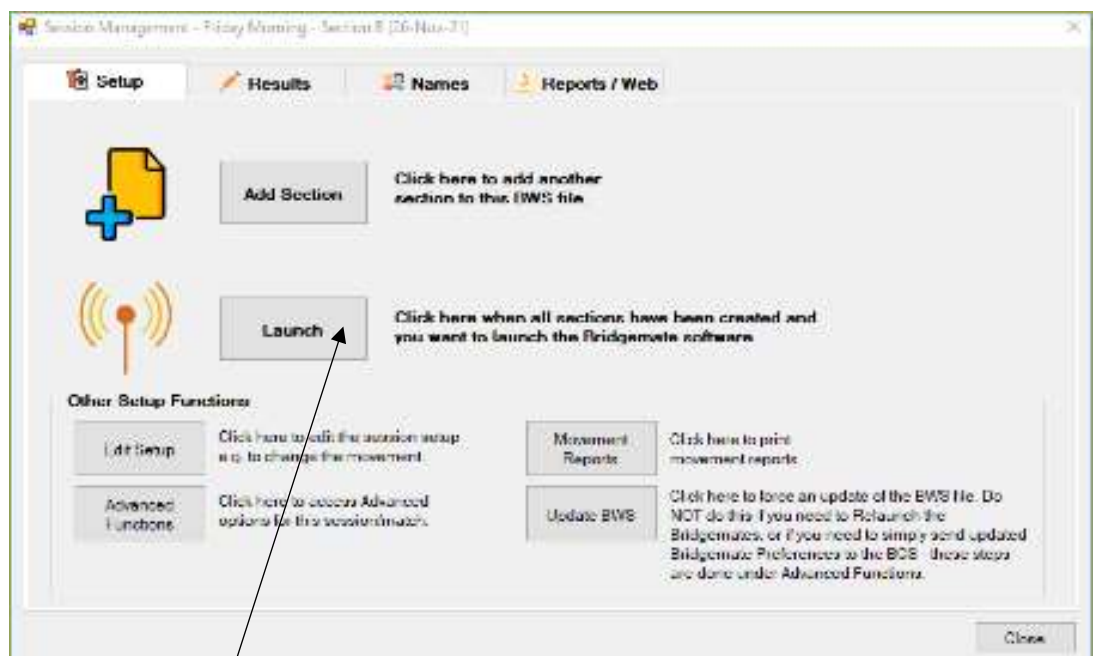 Session Management - Friday Morning - Section B (26-Nov-21)
Setup
Results
Names
Reports / Web
Add Section
Click here to add another
section to this BWS file
Launch
Click here when all sections have been created and
you want to launch the Bridgemate software
Other Setup Functions
Edit Setup
Click here to edit the session setup
e.g. to change the movement.
Movement
Reports
Click here to print
movement reports
Advanced
Functions
Click here to access Advanced
options for this session/match.
Update BWS
Click here to force an update of the BWS file. Do
NOT do this if you need to Relaunch the
Bridgemates, or if you need to simply send updated
Bridgemate Preferences to the BCS - these steps
are done under Advanced Functions.
Close